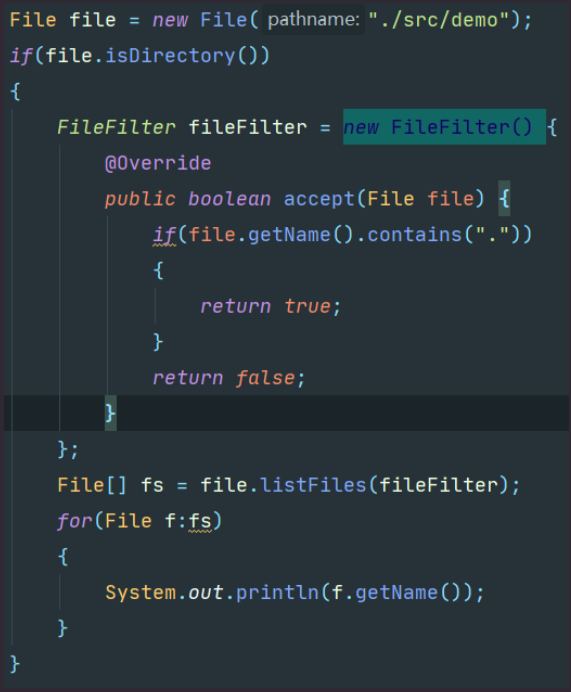 File file = new File( pathname: "./src/demo");
if(file.isDirectory())
{
    FileFilter fileFilter = new FileFilter() {
        @Override
        public boolean accept(File file) {
            if(file.getName().contains("."))
            {
                return true;
            }
            return false;
        }
    };
    File[] fs = file.listFiles(fileFilter);
    for(File f:fs)
    {
        System.out.println(f.getName());
    }
}